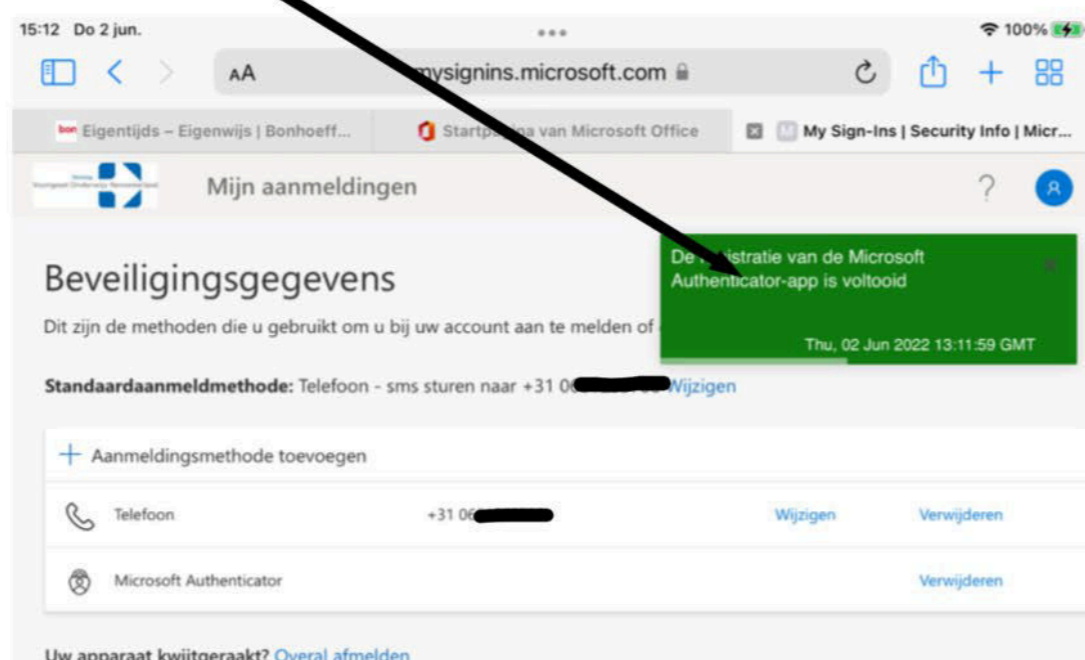 15:12 Do 2 jun.
100%
AA
mysignins.microsoft.com
bon Eigentijds – Eigenwijs | Bonhoeff...
Startpagina van Microsoft Office
My Sign-Ins | Security Info | Micr...
Mijn aanmeldingen
?
De registratie van de Microsoft
Authenticator-app is voltooid
Thu, 02 Jun 2022 13:11:59 GMT
Beveiligingsgegevens
Dit zijn de methoden die u gebruikt om u bij uw account aan te melden of
Standaardaanmeldmethode: Telefoon - sms sturen naar +31 06 Wijzigen
Aanmeldingsmethode toevoegen
Telefoon +31 06 Wijzigen Verwijderen
Microsoft Authenticator Verwijderen
Uw apparaat kwijtgeraakt? Overal afmelden